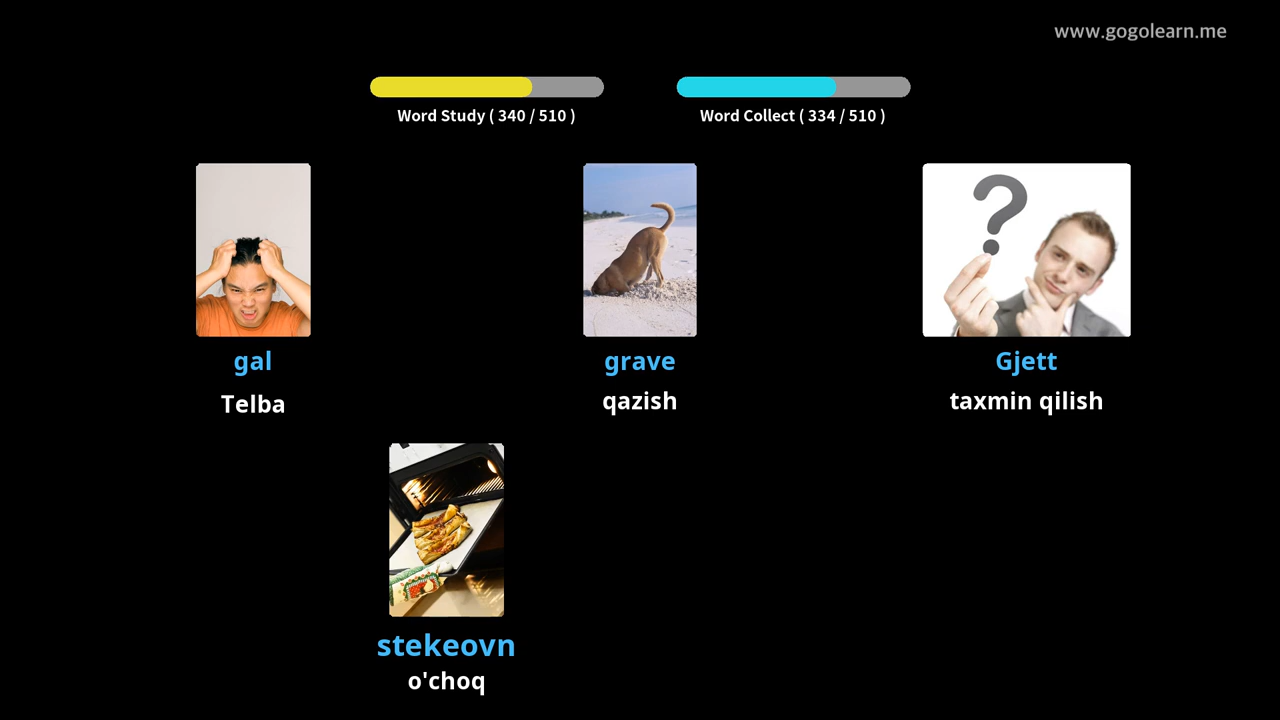 www.gogolearn.me
Word Study ( 340 / 510 )
Word Collect ( 334 / 510 )
gal
Telba
grave
qazish
Gjett
taxmin qilish
stekeovn
o'choq